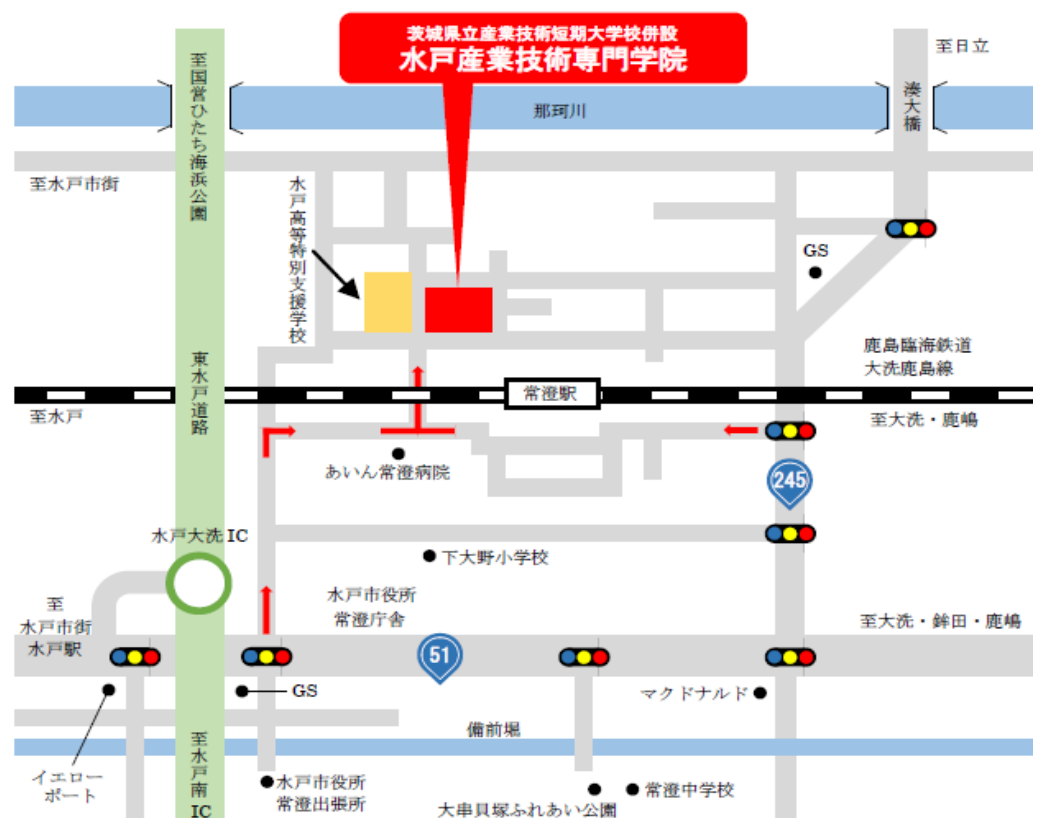 茨城県立産業技術短期大学校併設
水戸産業技術専門学院
至日立
至国営ひたち海浜公園
那珂川
湊大橋
至水戸市街
水戸高等特別支援学校
GS
東水戸道路
鹿島臨海鉄道
大洗鹿島線
常澄駅
至水戸
至大洗・鹿嶋
あいん常澄病院
245
水戸大洗IC
下大野小学校
水戸市役所
常澄庁舎
至
水戸市街
水戸駅
至大洗・鉾田・鹿嶋
51
GS
マクドナルド
備前堀
至水戸南IC
イエロー
ポート
水戸市役所
常澄出張所
大串貝塚ふれあい公園
常澄中学校